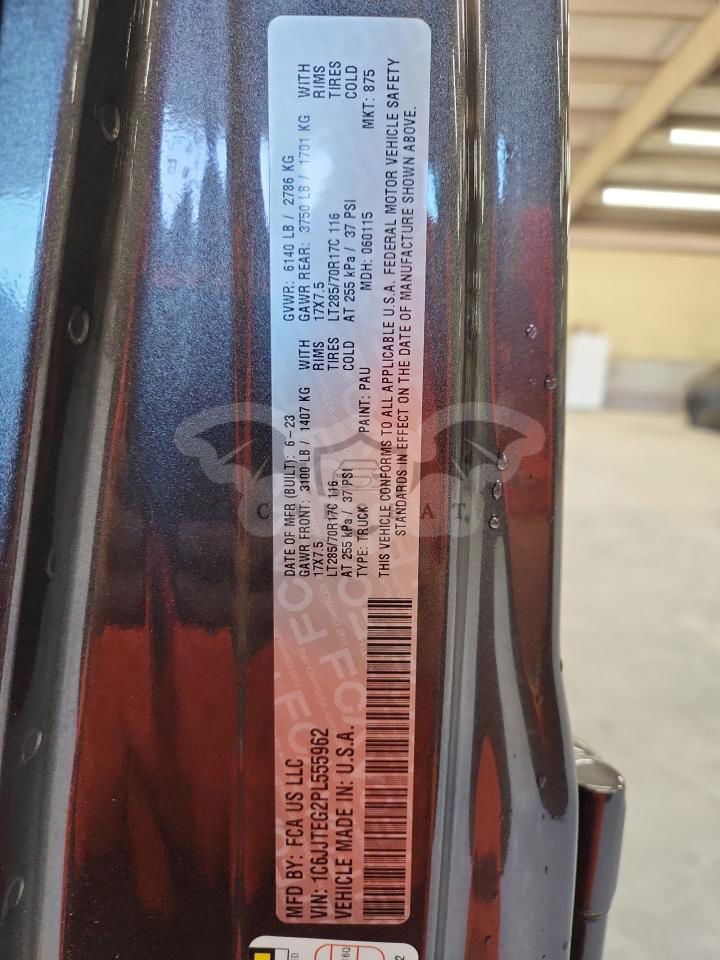 MFD BY: FCA US LLC
VIN: 1C6JJTEG2PL555962
VEHICLE MADE IN: U.S.A.
DATE OF MFR (BUILT): 6-23 GVWR: 6140 LB / 2786 KG
GAWR FRONT: 3100 LB / 1407 KG WITH GAWR REAR: 3750 LB / 1701 KG WITH
17X7.5 RIMS 17X7.5 RIMS
LT285/70R17C 116 TIRES LT285/70R17C 116 TIRES
AT 255 kPa / 37 PSI COLD AT 255 kPa / 37 PSI COLD
TYPE: TRUCK PAINT: PAU MDH: 060115 MKT: 875
THIS VEHICLE CONFORMS TO ALL APPLICABLE U.S.A. FEDERAL MOTOR VEHICLE SAFETY
STANDARDS IN EFFECT ON THE DATE OF MANUFACTURE SHOWN ABOVE.